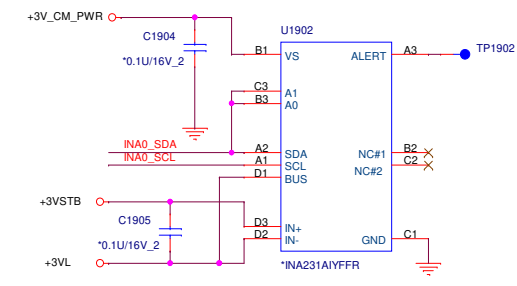 +3V_CM_PWR
C1904
*0.1U/16V_2
U1902
B1
VS
ALERT
A3
TP1902
C3
A1
B3
A0
INA0_SDA
A2
SDA
NC#1
B2
INA0_SCL
A1
SCL
NC#2
C2
D1
BUS
+3VSTB
C1905
*0.1U/16V_2
D3
IN+
D2
IN-
GND
C1
+3VL
*INA231AIYFFR